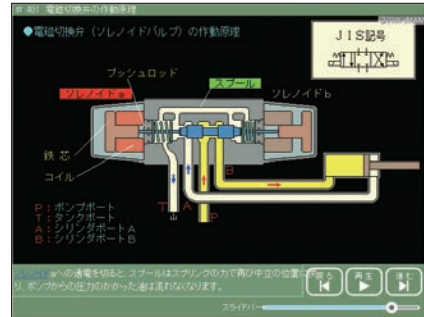 # 401 電磁切換弁の作動原理
●電磁切換弁（ソレノイドバルブ）の作動原理
JIS記号
プッシュロッド
スプール
ソレノイドa
ソレノイドb
鉄芯
コイル
B
T
A
P
P：ポンプポート
T：タンクポート
A：シリンダポートA
B：シリンダポートB
ソレノイドaへの通電を切ると、スプールはスプリングの力で再び中立の位置に
り、ポンプからの圧力のかかった油は流れなくなります。
戻る
再生
進む
スライドバー